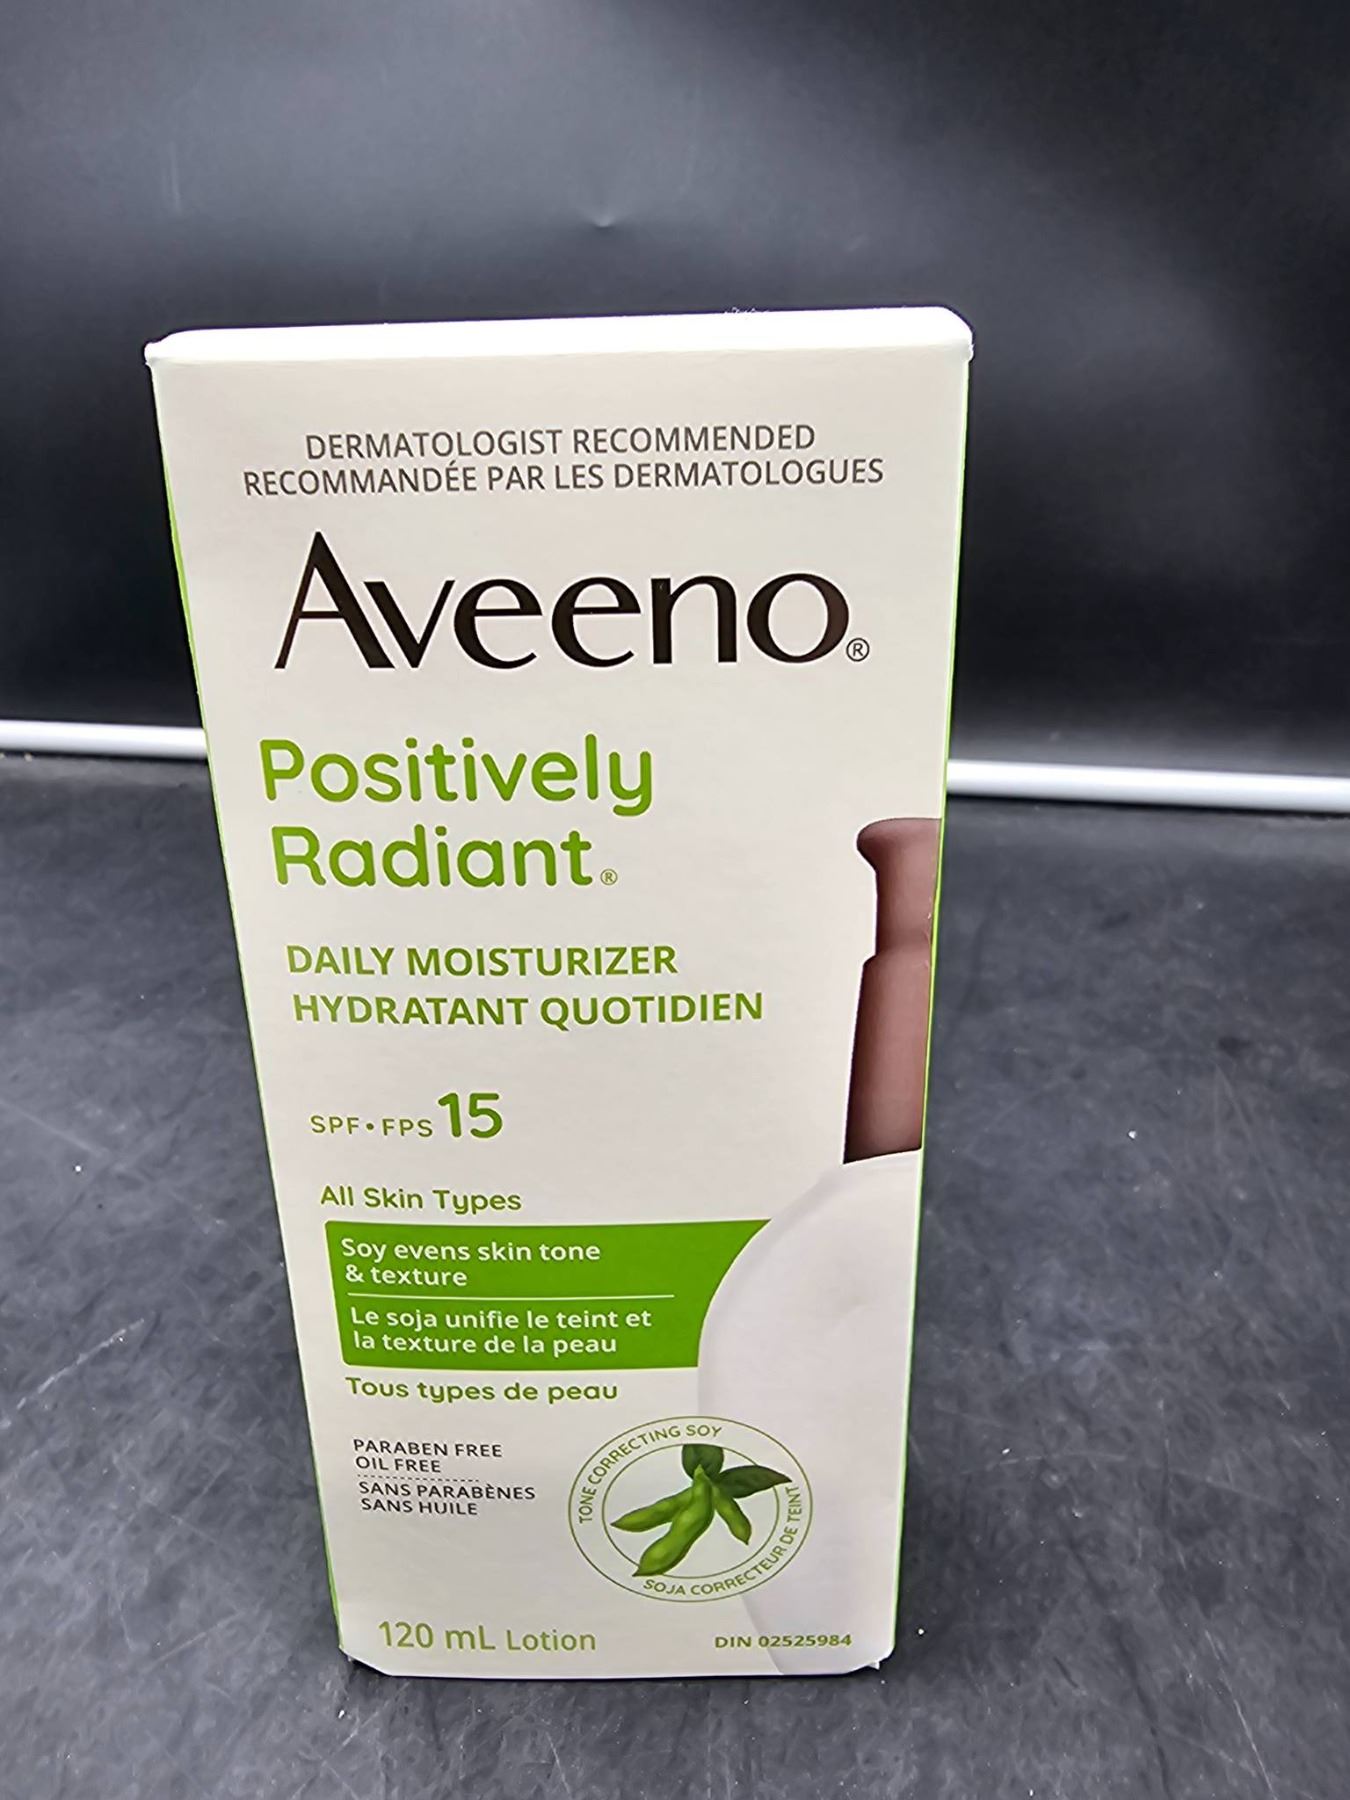 DERMATOLOGIST RECOMMENDED
RECOMMANDÉE PAR LES DERMATOLOGUES
Aveeno®
Positively
Radiant®
DAILY MOISTURIZER
HYDRATANT QUOTIDIEN
SPF•FPS 15
All Skin Types
Soy evens skin tone
& texture
Le soja unifie le teint et
la texture de la peau
Tous types de peau
PARABEN FREE
OIL FREE
SANS PARABÈNES
SANS HUILE
TONE CORRECTING SOY
SOJA CORRECTEUR DE TEINT
120 mL Lotion
DIN 02525984